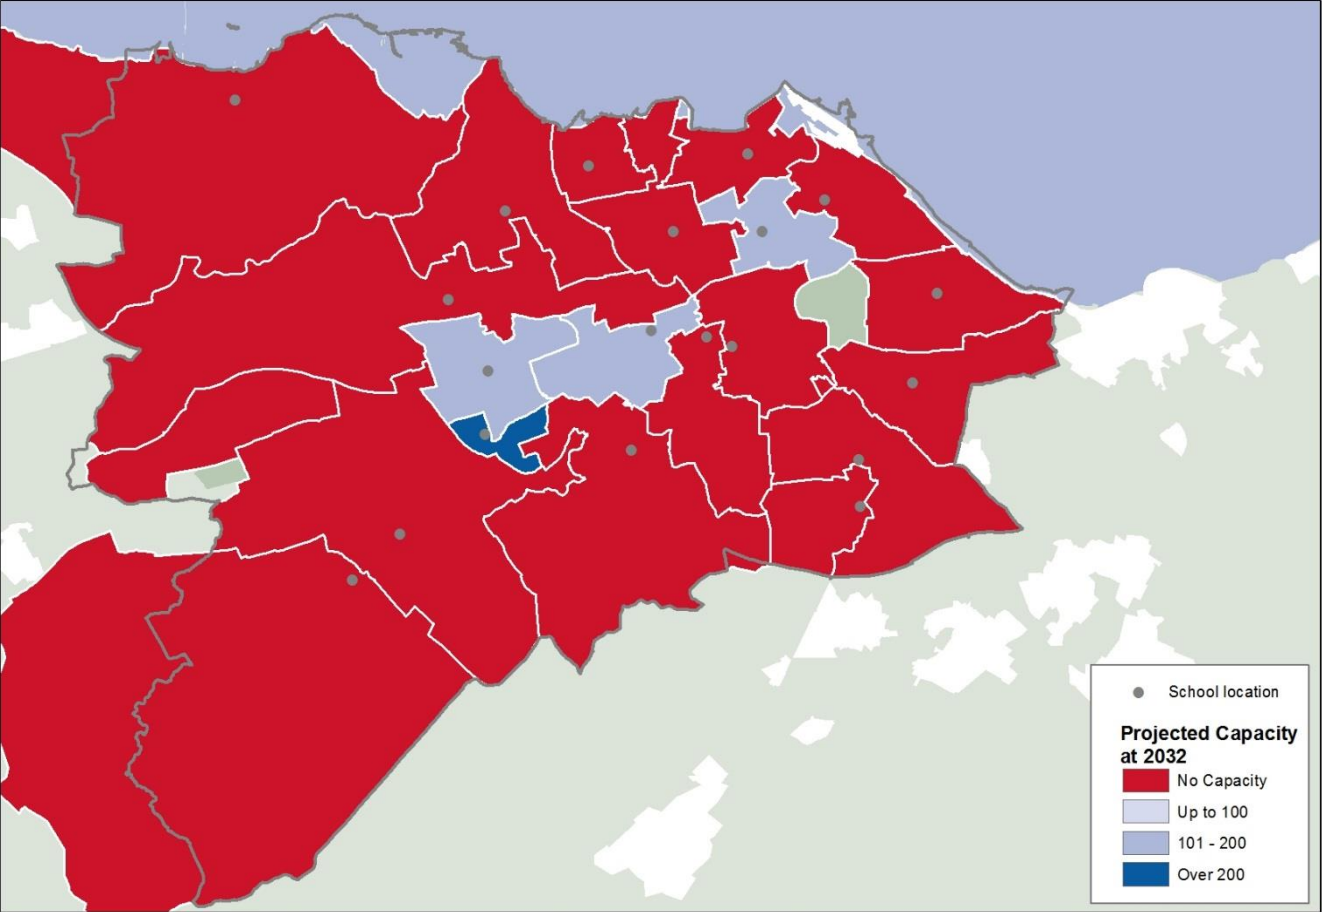 School location
Projected Capacity
at 2032
No Capacity
Up to 100
101 - 200
Over 200